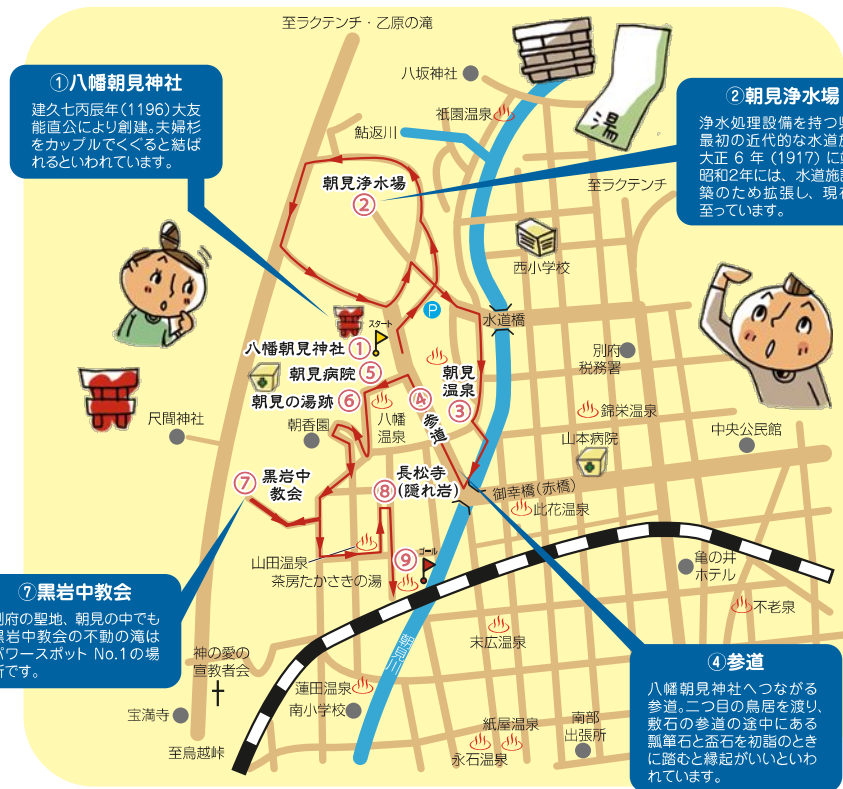 至ラクテンチ・乙原の滝
八坂神社
湯
①八幡朝見神社
建久七丙辰年(1196)大友
能直公により創建。夫婦杉
をカップルでくぐると結ば
れるといわれています。
祇園温泉
鮎返川
②朝見浄水場
浄水処理設備を持つ
最初の近代的な水道
大正 6 年 (1917) に
昭和2年には、水道施
築のため拡張し、現
至っています。
朝見浄水場
②
至ラクテンチ
西小学校
P
水道橋
スタート
八幡朝見神社 ①
朝見病院 ⑤
朝見の湯跡 ⑥
朝見
温泉
③
④
参道
別府
税務署
錦栄温泉
尺間神社
朝香園
八幡
温泉
山本病院
中央公民館
⑦ 黒岩中
教会
⑧ 長松寺
(隠れ岩)
御幸橋(赤橋)
此花温泉
山田温泉
茶房たかさきの湯
⑨
ゴール
亀の井
ホテル
不老泉
⑦黒岩中教会
府の聖地、朝見の中でも
黒岩中教会の不動の滝は
パワースポット No.1の場
所です。
神の愛の
宣教者会
末広温泉
朝見川
蓮田温泉
南小学校
宝満寺
至鳥越峠
紙屋温泉
永石温泉
南部
出張所
④参道
八幡朝見神社へつながる
参道。二つ目の鳥居を渡り、
敷石の参道の途中にある
瓢箪石と盃石を初詣のとき
に踏むと縁起がいいといわ
れています。